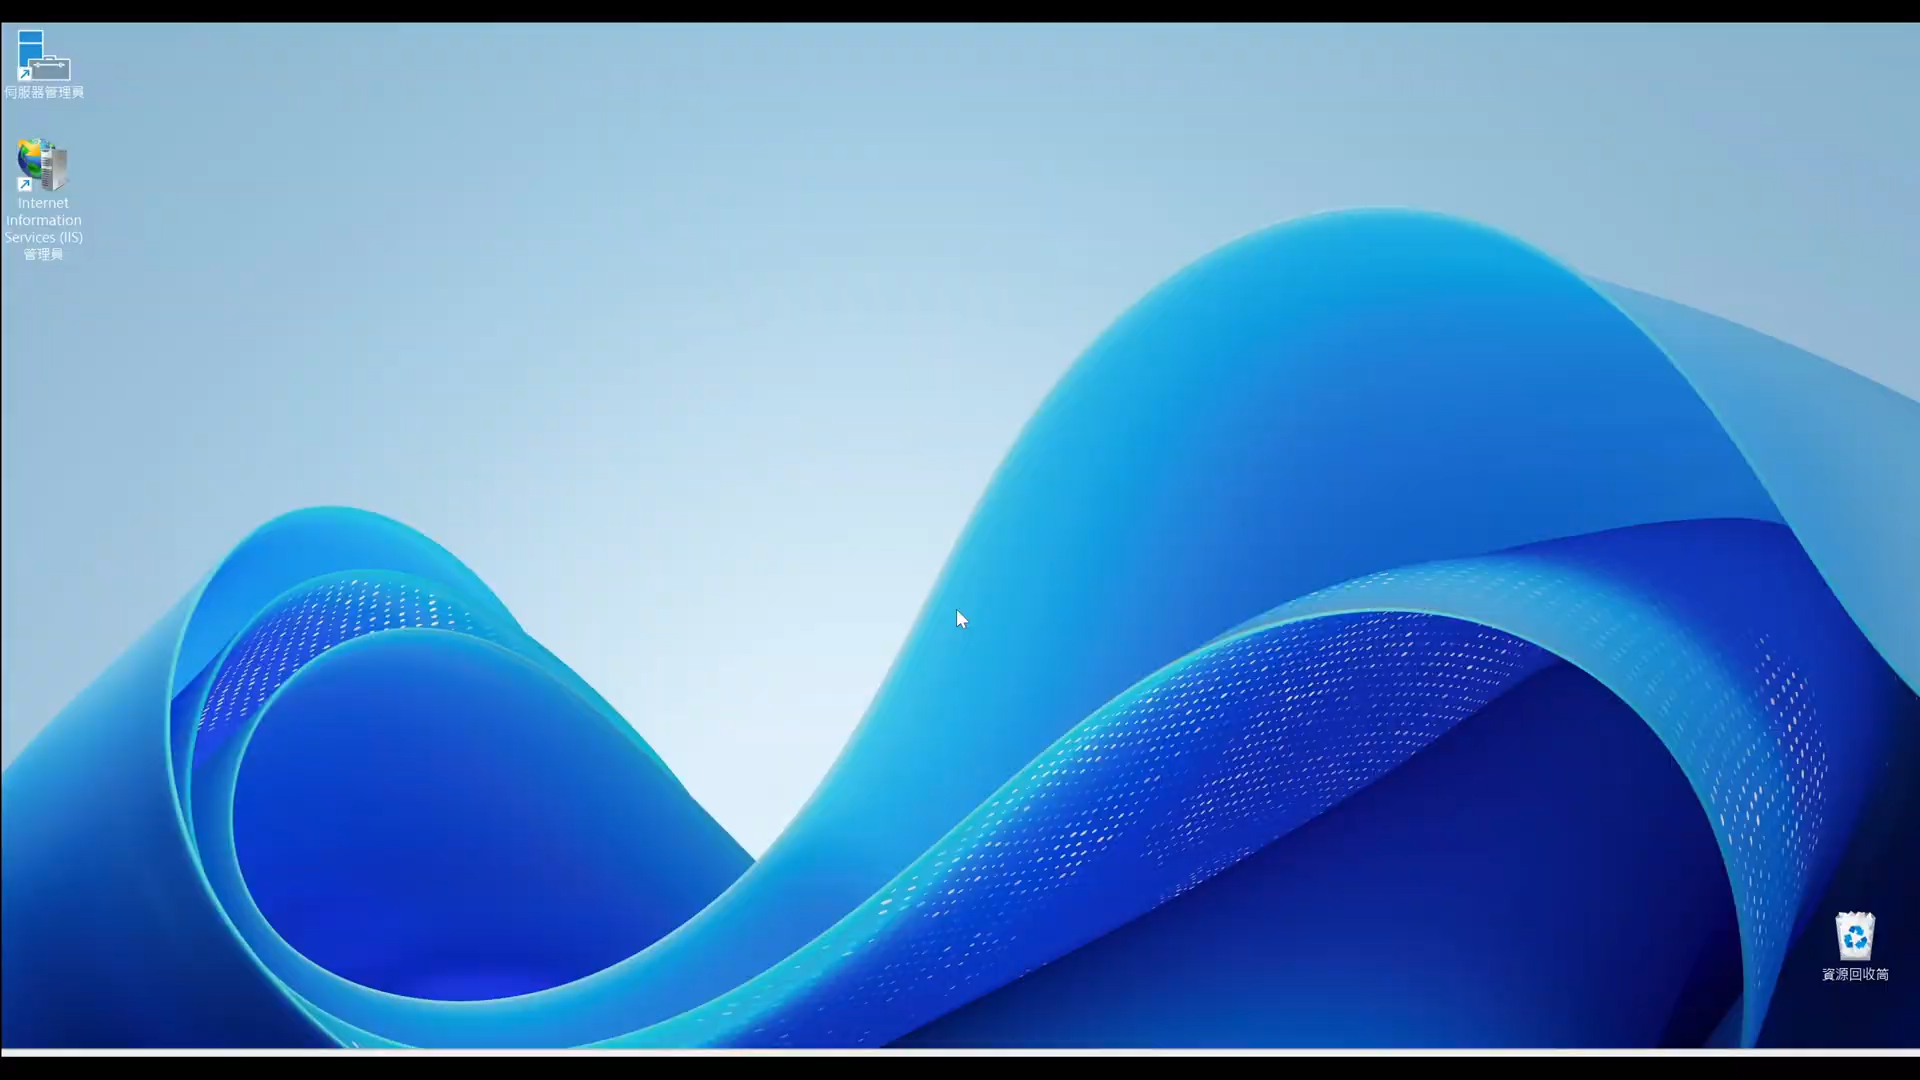 伺服器管理員
Internet
Information
Services (IIS)
管理員
資源回收筒